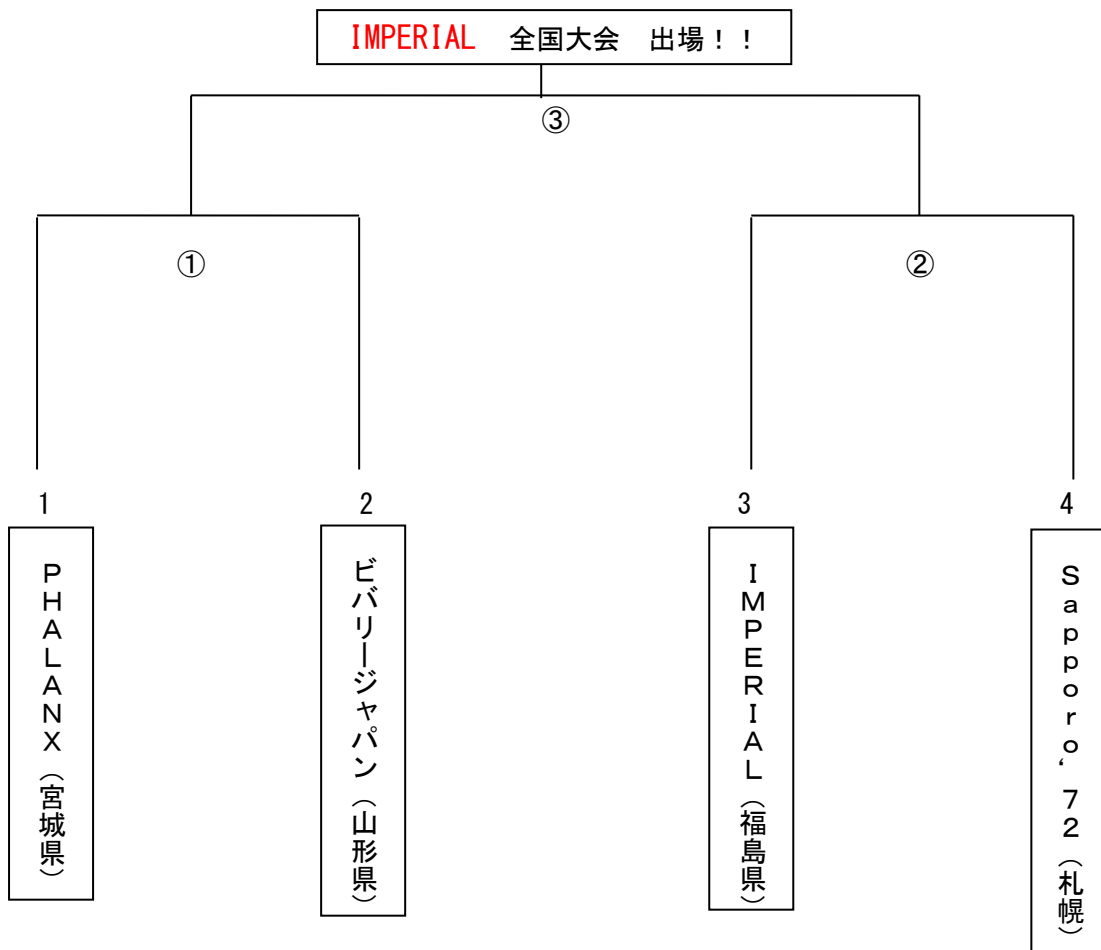 IMPERIAL　全国大会　出場！！
③
①
②
1
2
3
4
ＰＨＡＬＡＮＸ（宮城県）
ビバリージャパン（山形県）
ＩＭＰＥＲＩＡＬ（福島県）
Ｓａｐｐｏｒｏ‘７２（札幌）